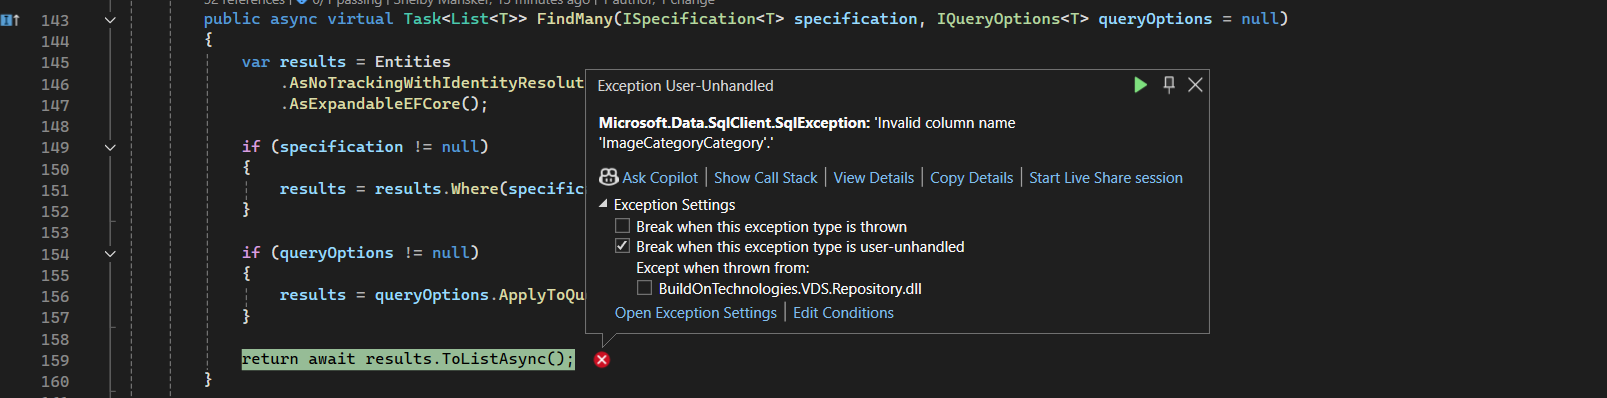 52 references | 0/1 passing | Shelby Mansker, 15 minutes ago | 1 author, 1 change
143 public async virtual Task<List<T>> FindMany(ISpecification<T> specification, IQueryOptions<T> queryOptions = null)
144 {
145 var results = Entities
146 .AsNoTrackingWithIdentityResolut
147 .AsExpandableEFCore();
148
149 if (specification != null)
150 {
151 results = results.Where(specific
152 }
153
154 if (queryOptions != null)
155 {
156 results = queryOptions.ApplyToQu
157 }
158
159 return await results.ToListAsync();
160 }
Exception User-Unhandled
Microsoft.Data.SqlClient.SqlException: 'Invalid column name
'ImageCategoryCategory'.'
Ask Copilot | Show Call Stack | View Details | Copy Details | Start Live Share session
Exception Settings
Break when this exception type is thrown
Break when this exception type is user-unhandled
Except when thrown from:
BuildOnTechnologies.VDS.Repository.dll
Open Exception Settings | Edit Conditions